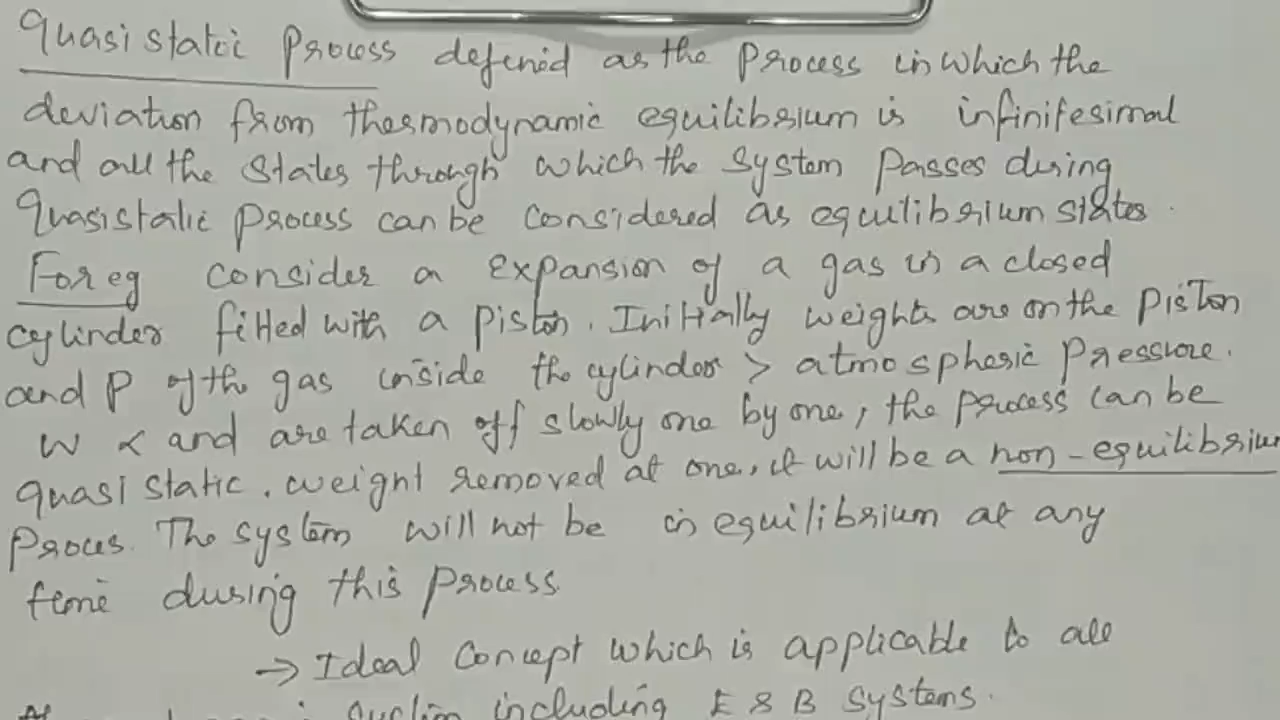 Quasistatic Process defined as the Process in which the
deviation from thermodynamic equilibrium is infinitesimal
and all the States through which the System Passes during
Quasistatic Process can be considered as equilibrium states.
For eg consider a expansion of a gas in a closed
cylinder fitted with a piston. Initially weights are on the Piston
and P of the gas inside the cylinder > atmospheric Pressure.
W α and are taken off slowly one by one, the process can be
quasi static. weight removed at one, it will be a non-equilibrium
Proces. The system will not be in equilibrium at any
time during this Process.
→ Ideal Concept which is applicable to all
including E & B Systems.